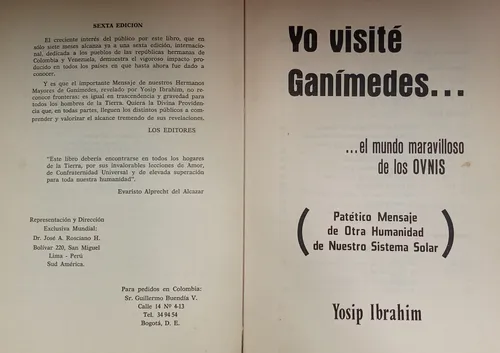 SEXTA EDICION
El creciente interés del público por este libro, que en
sólo siete meses alcanza ya a una sexta edición, internacio-
nal, dedicada a los pueblos de las repúblicas hermanas de
Colombia y Venezuela, demuestra el vigoroso impacto pro-
ducido en todos los países en que hasta ahora fuere dado a
conocer.
Y es que el importante Mensaje de nuestros Hermanos
Mayores de Ganímedes, revelado por Yosip Ibrahim, no re-
conoce fronteras: es igual en trascendencia y gravedad para
todos los hombres de la Tierra. Quiera la Divina Providen-
cia que, en todas partes, lleguen los distintos públicos a com-
prender y valorizar el alcance tremendo de sus revelaciones.
LOS EDITORES
"Este libro debería encontrarse en todos los hogares
de la Tierra, por sus invalorables lecciones de Amor,
de Confraternidad Universal y de elevada superación
para toda nuestra humanidad".
Evaristo Alprecht del Alcazar
Representación y Dirección
Exclusiva Mundial:
Dr. José A. Rosciano H.
Bolívar 220, San Miguel
Lima - Perú
Sud América.
Para pedidos en Colombia:
Sr. Guillermo Buendía V.
Calle 14 Nº 4-13
Tel. 34 94 54
Bogotá, D. E.
Yo visité
Ganímedes...
...el mundo maravilloso
de los OVNIS
(Patético Mensaje
de Otra Humanidad
de Nuestro Sistema Solar)
Yosip Ibrahim